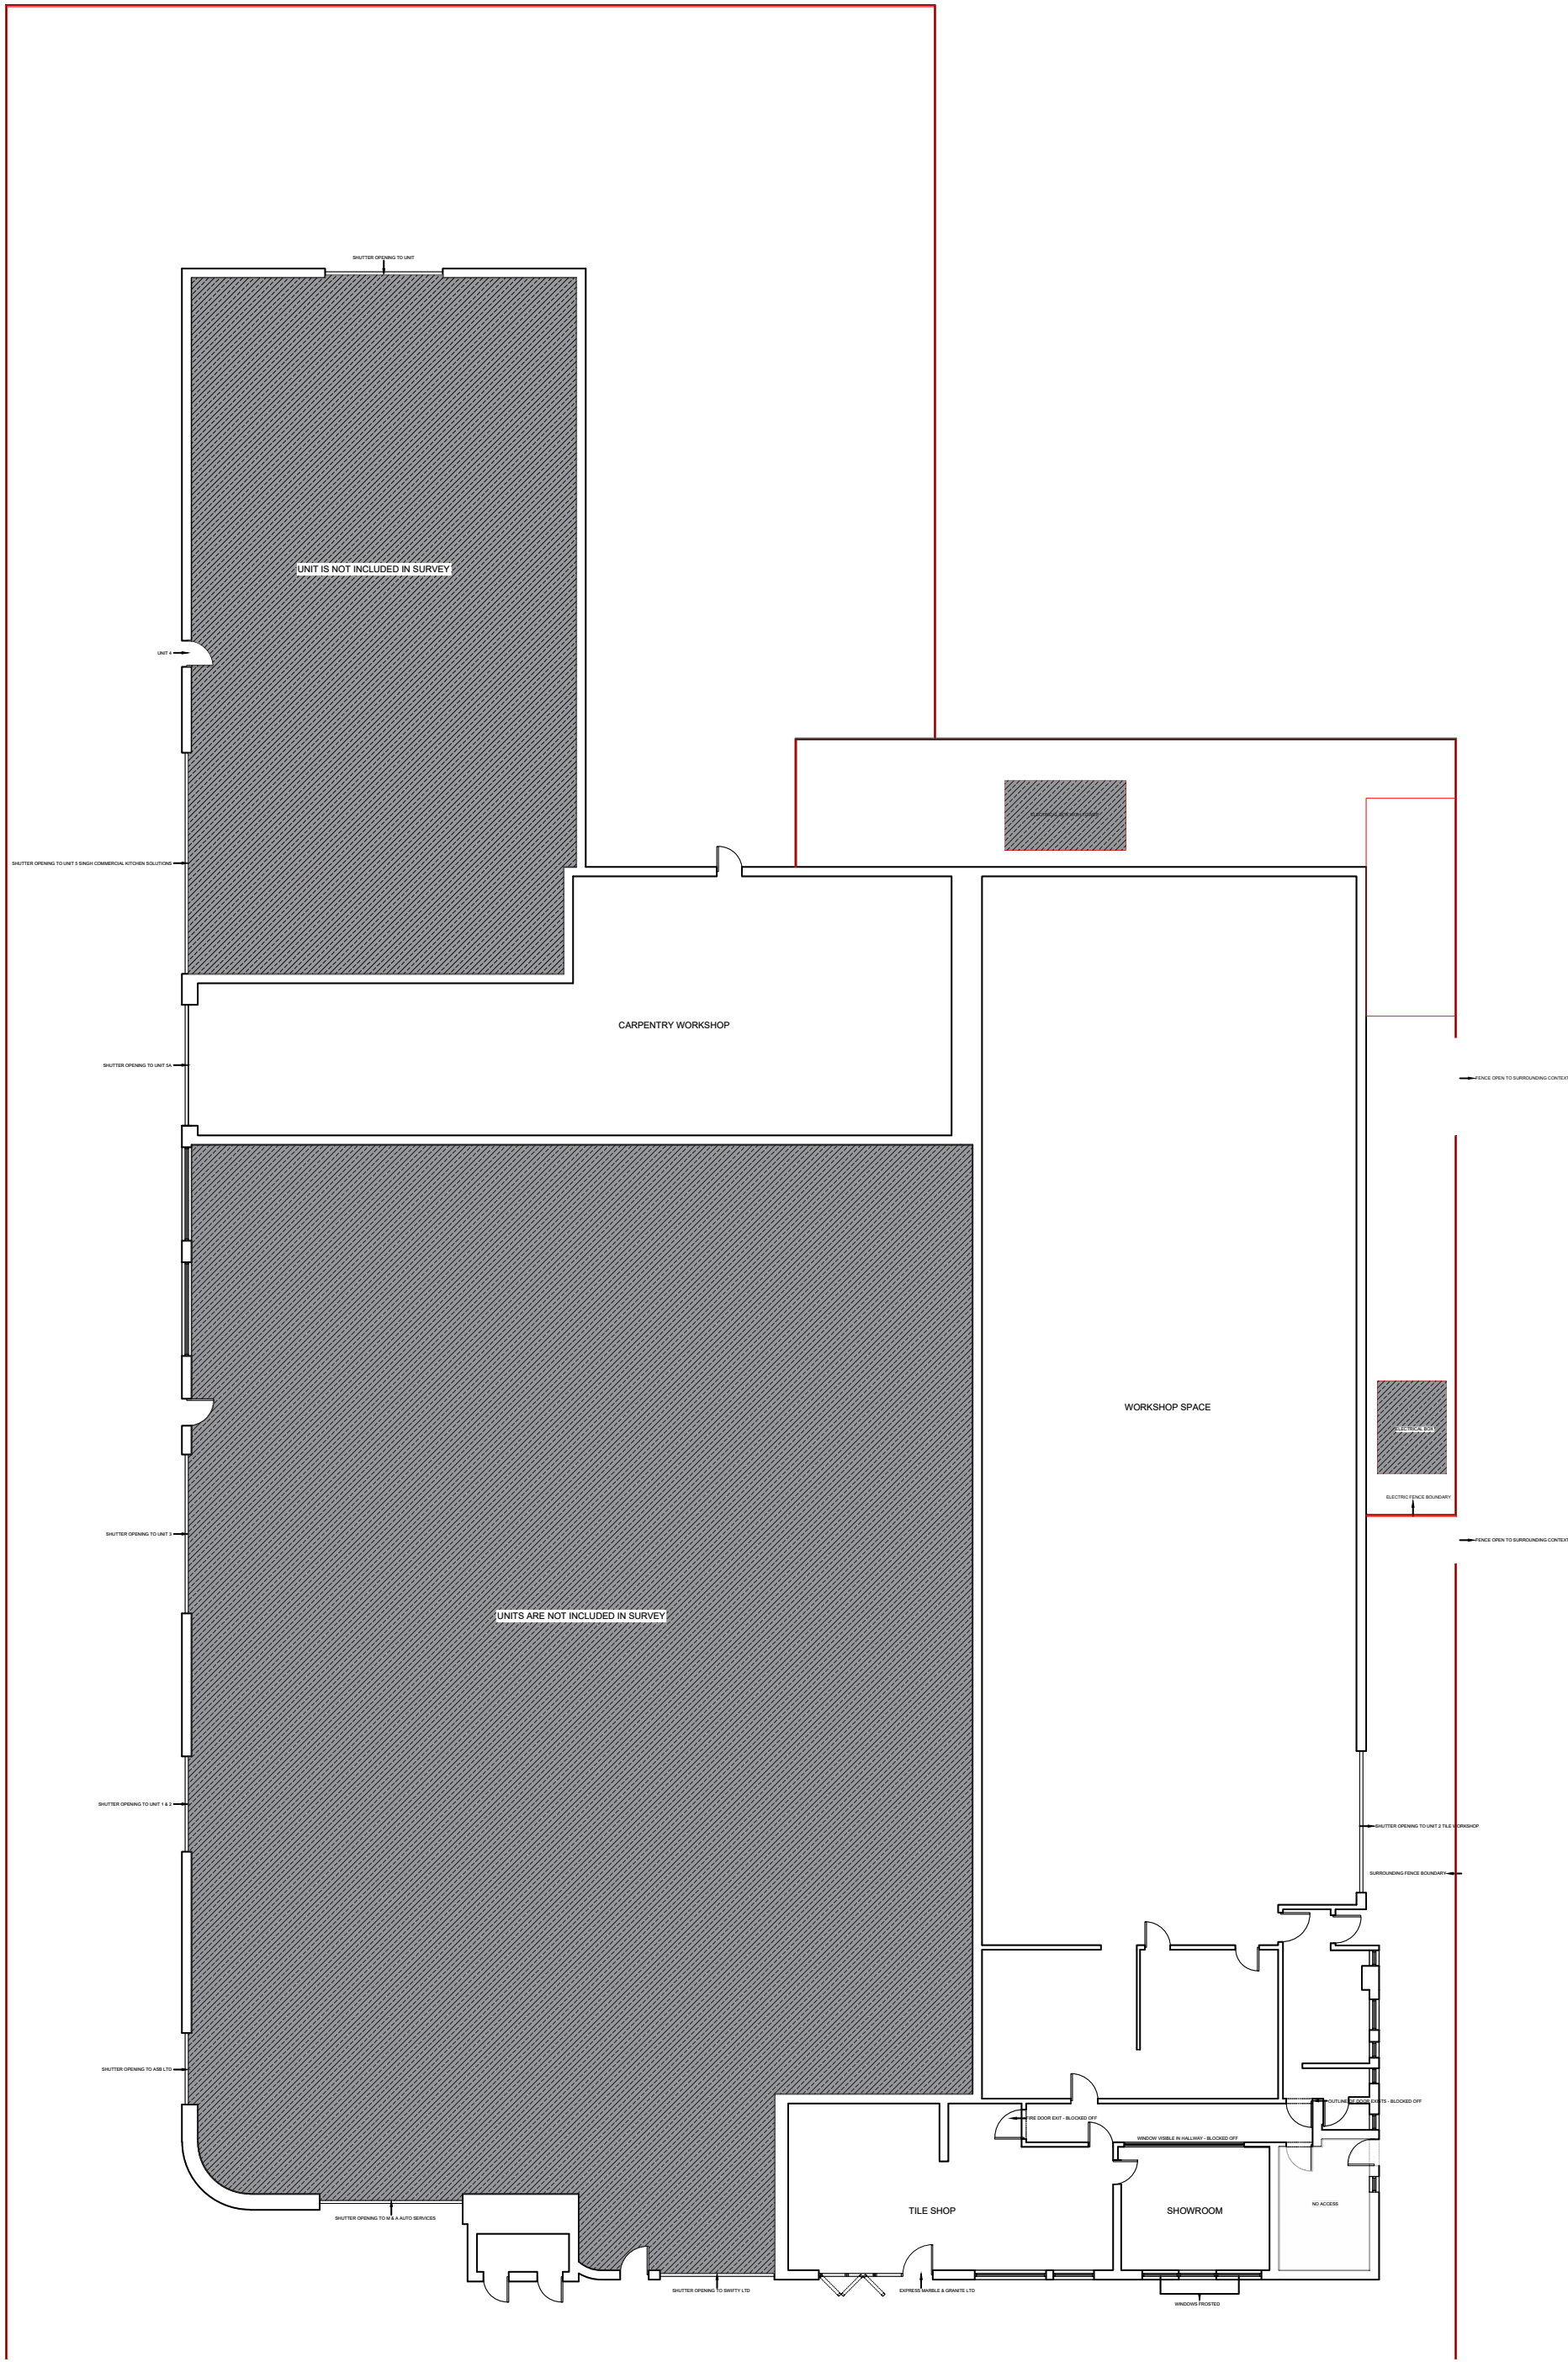 SHUTTER OPENING TO UNIT
UNIT IS NOT INCLUDED IN SURVEY
UNIT 4
ELECTRICAL BOX
SHUTTER OPENING TO UNIT 5 SINGH COMMERCIAL KITCHEN SOLUTIONS
CARPENTRY WORKSHOP
SHUTTER OPENING TO UNIT 5A
FENCE OPEN TO SURROUNDING CONTEXT
WORKSHOP SPACE
ELECTRICAL BOX
ELECTRIC FENCE BOUNDARY
SHUTTER OPENING TO UNIT 3
FENCE OPEN TO SURROUNDING CONTEXT
UNITS ARE NOT INCLUDED IN SURVEY
SHUTTER OPENING TO UNIT 1 & 2
SHUTTER OPENING TO UNIT 2 TILE WORKSHOP
SURROUNDING FENCE BOUNDARY
SHUTTER OPENING TO ASB LTD
OUTLINE OF DOOR EXISTS - BLOCKED OFF
FIRE DOOR EXIT - BLOCKED OFF
WINDOW VISIBLE IN HALLWAY - BLOCKED OFF
NO ACCESS
TILE SHOP
SHOWROOM
SHUTTER OPENING TO M & A AUTO SERVICES
SHUTTER OPENING TO SWIFTY LTD
EXPRESS MARBLE & GRANITE LTD
WINDOWS FROSTED